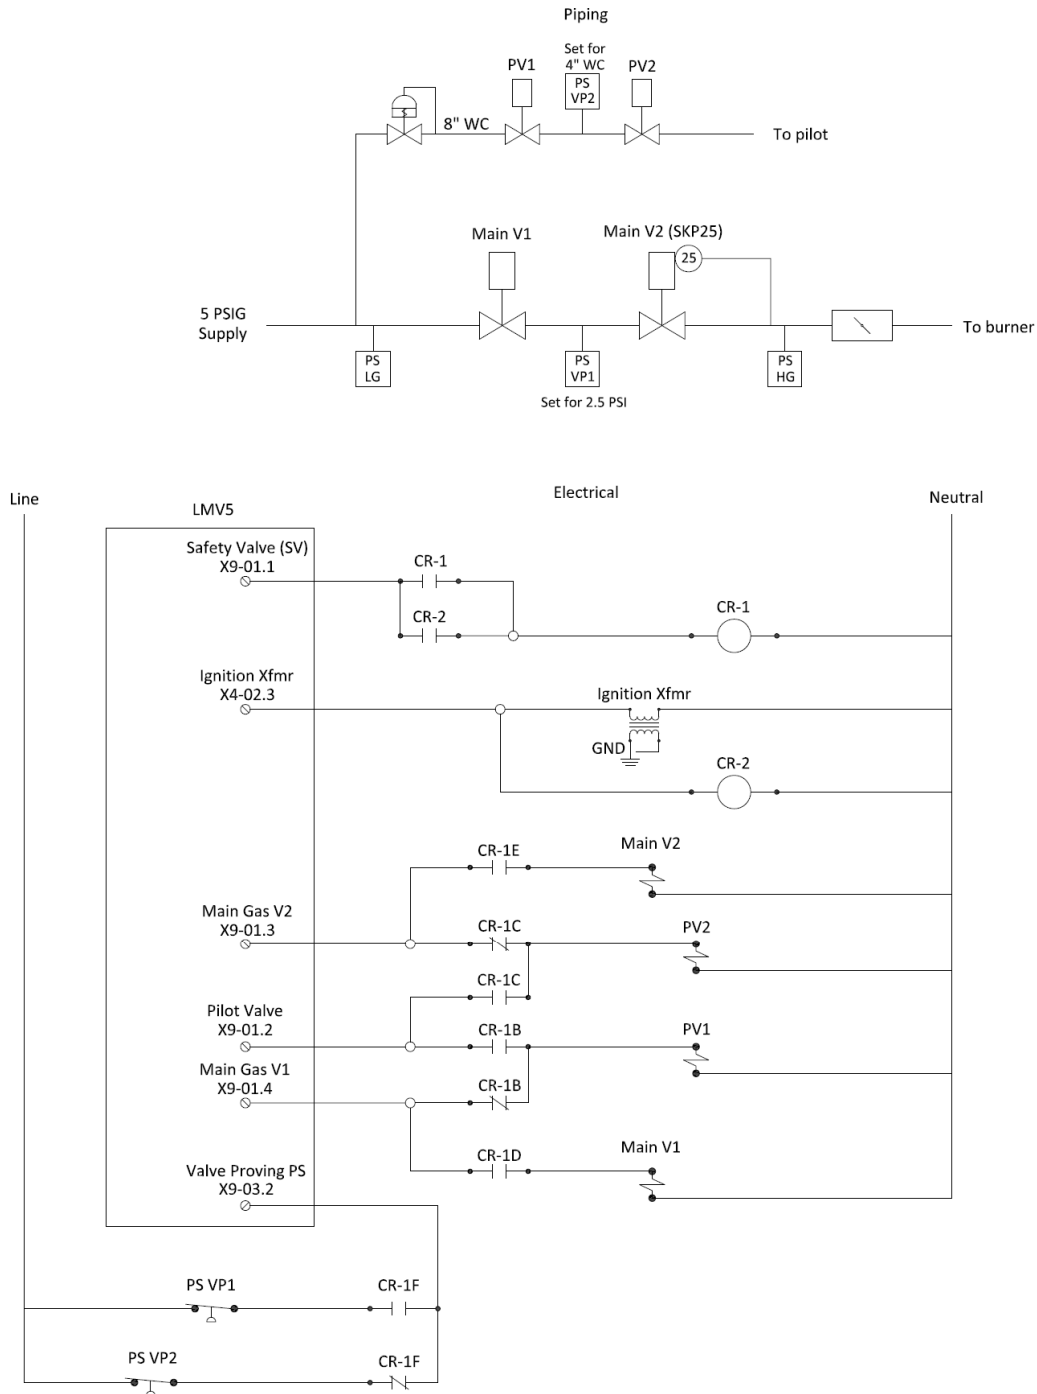 Piping
Set for
4" WC
PV1
PS
VP2
PV2
8" WC
To pilot
Main V1
Main V2 (SKP25)
25
5 PSIG
Supply
To burner
PS
LG
PS
VP1
PS
HG
Set for 2.5 PSI
Line
Electrical
Neutral
LMV5
Safety Valve (SV)
X9-01.1
CR-1
CR-2
CR-1
Ignition Xfmr
X4-02.3
Ignition Xfmr
GND
CR-2
CR-1E
Main V2
Main Gas V2
X9-01.3
CR-1C
PV2
CR-1C
Pilot Valve
X9-01.2
CR-1B
PV1
Main Gas V1
X9-01.4
CR-1B
CR-1D
Main V1
Valve Proving PS
X9-03.2
PS VP1
CR-1F
PS VP2
CR-1F